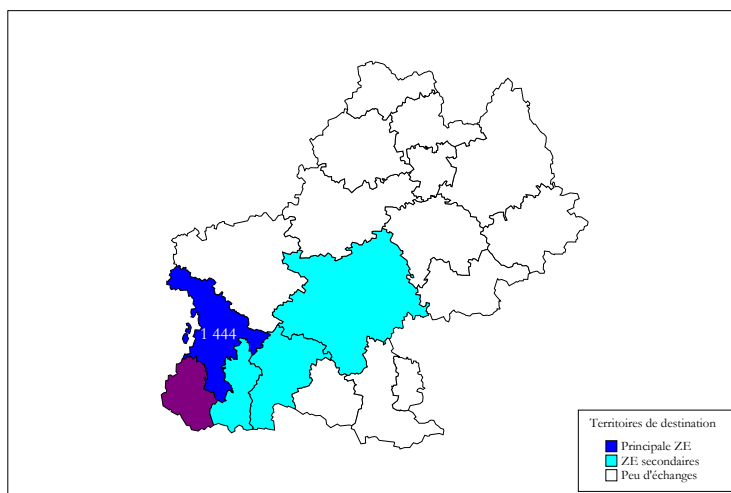 1 444
Territoires de destination
Principale ZE
ZE secondaires
Peu d'échanges